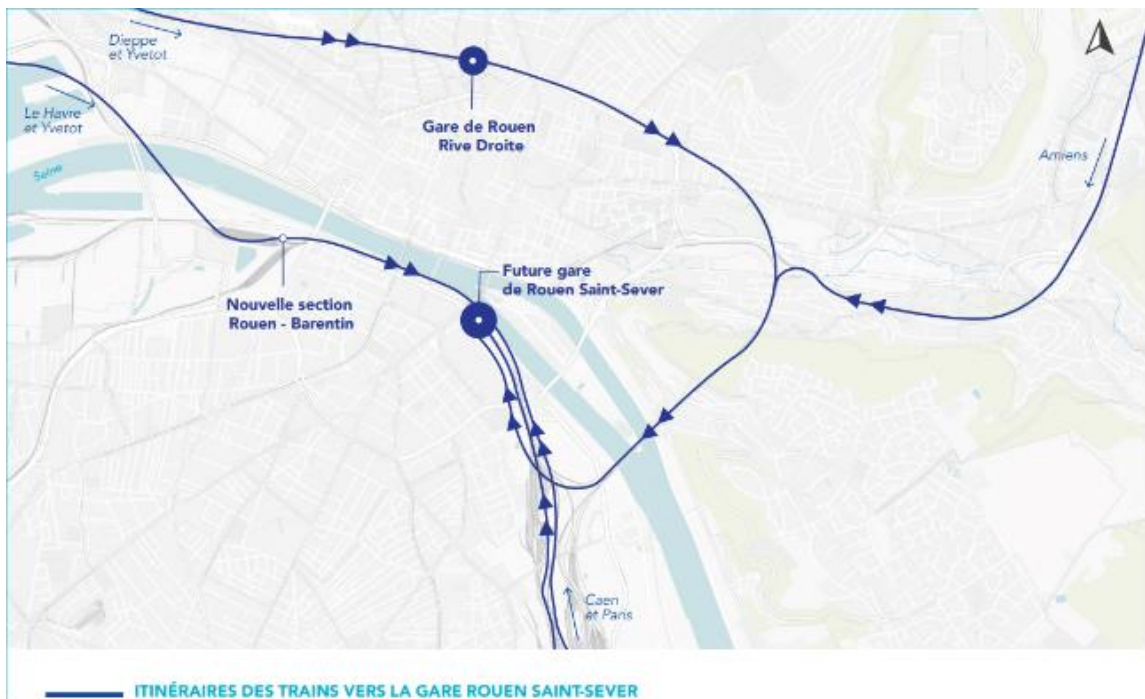 Dieppe
et Yvetot
Le Havre
et Yvetot
Gare de Rouen
Rive Droite
Amiens
Seine
Future gare
de Rouen Saint-Sever
Nouvelle section
Rouen - Barentin
Caen
et Paris
ITINÉRAIRES DES TRAINS VERS LA GARE ROUEN SAINT-SEVER